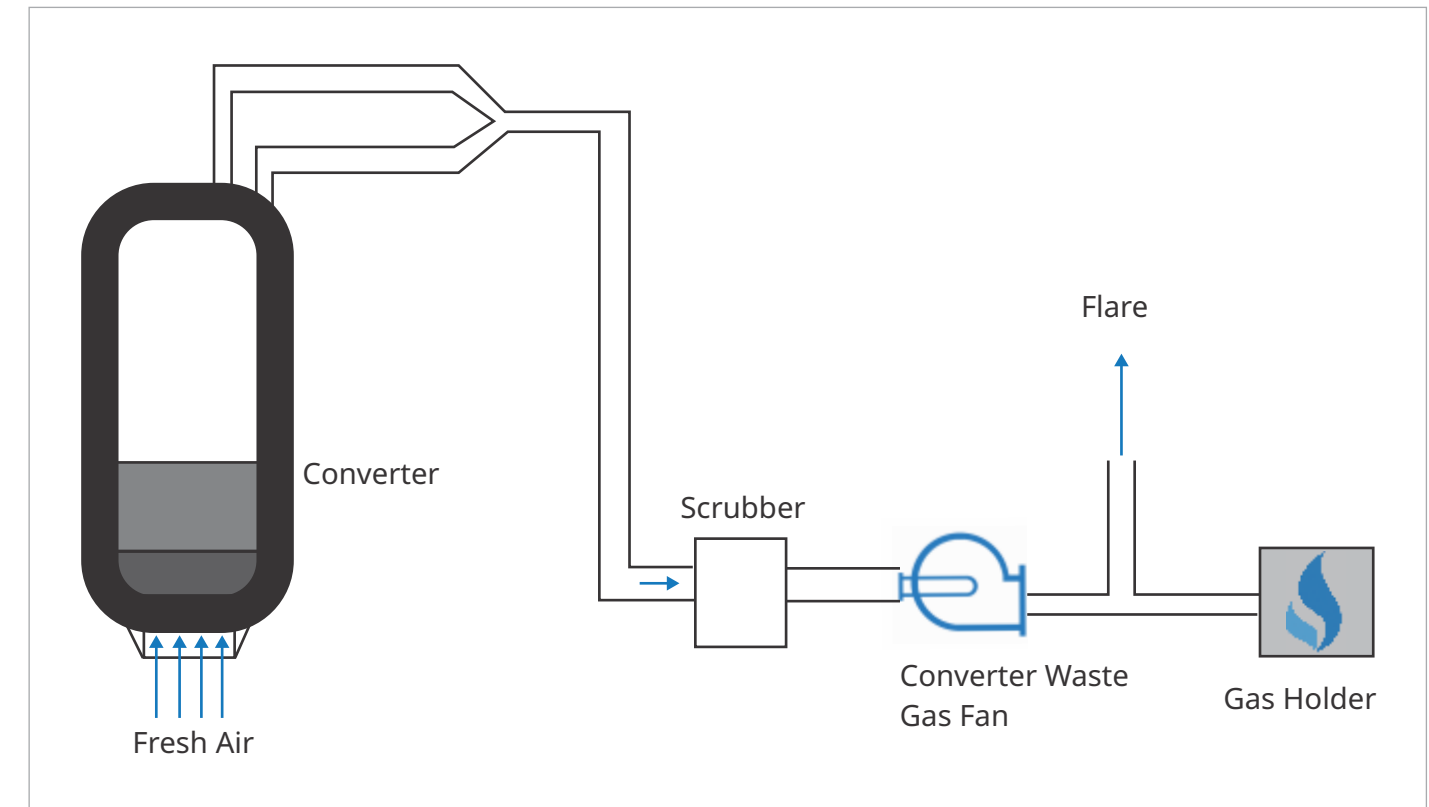 Flare
Converter
Scrubber
Converter Waste
Gas Fan
Gas Holder
Fresh Air